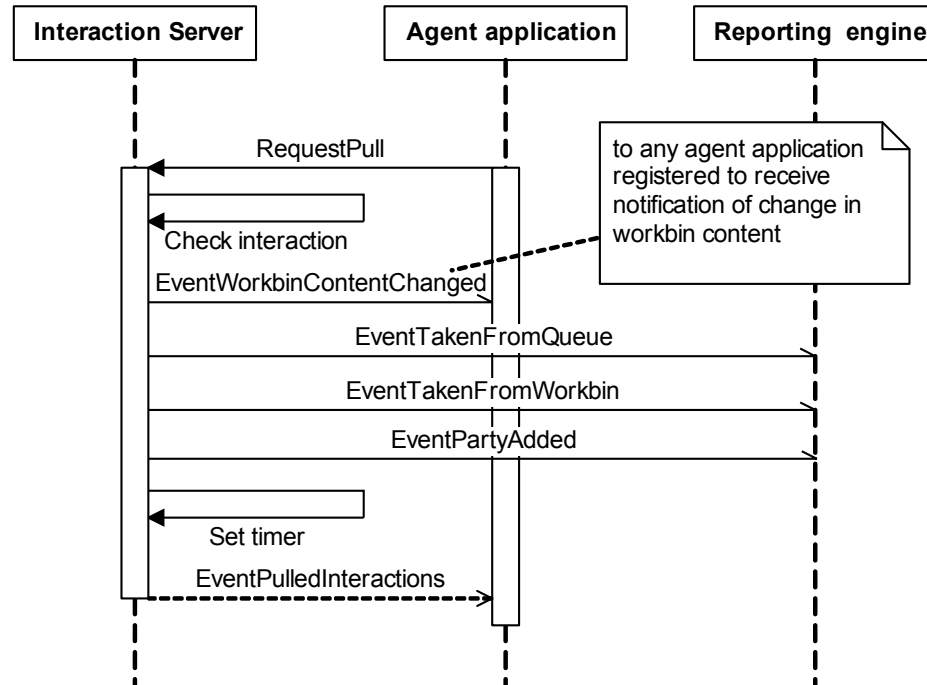 Interaction Server
Agent application
Reporting engine
RequestPull
to any agent application
registered to receive
notification of change in
workbin content
Check interaction
EventWorkbinContentChanged
EventTakenFromQueue
EventTakenFromWorkbin
EventPartyAdded
Set timer
EventPulledInteractions